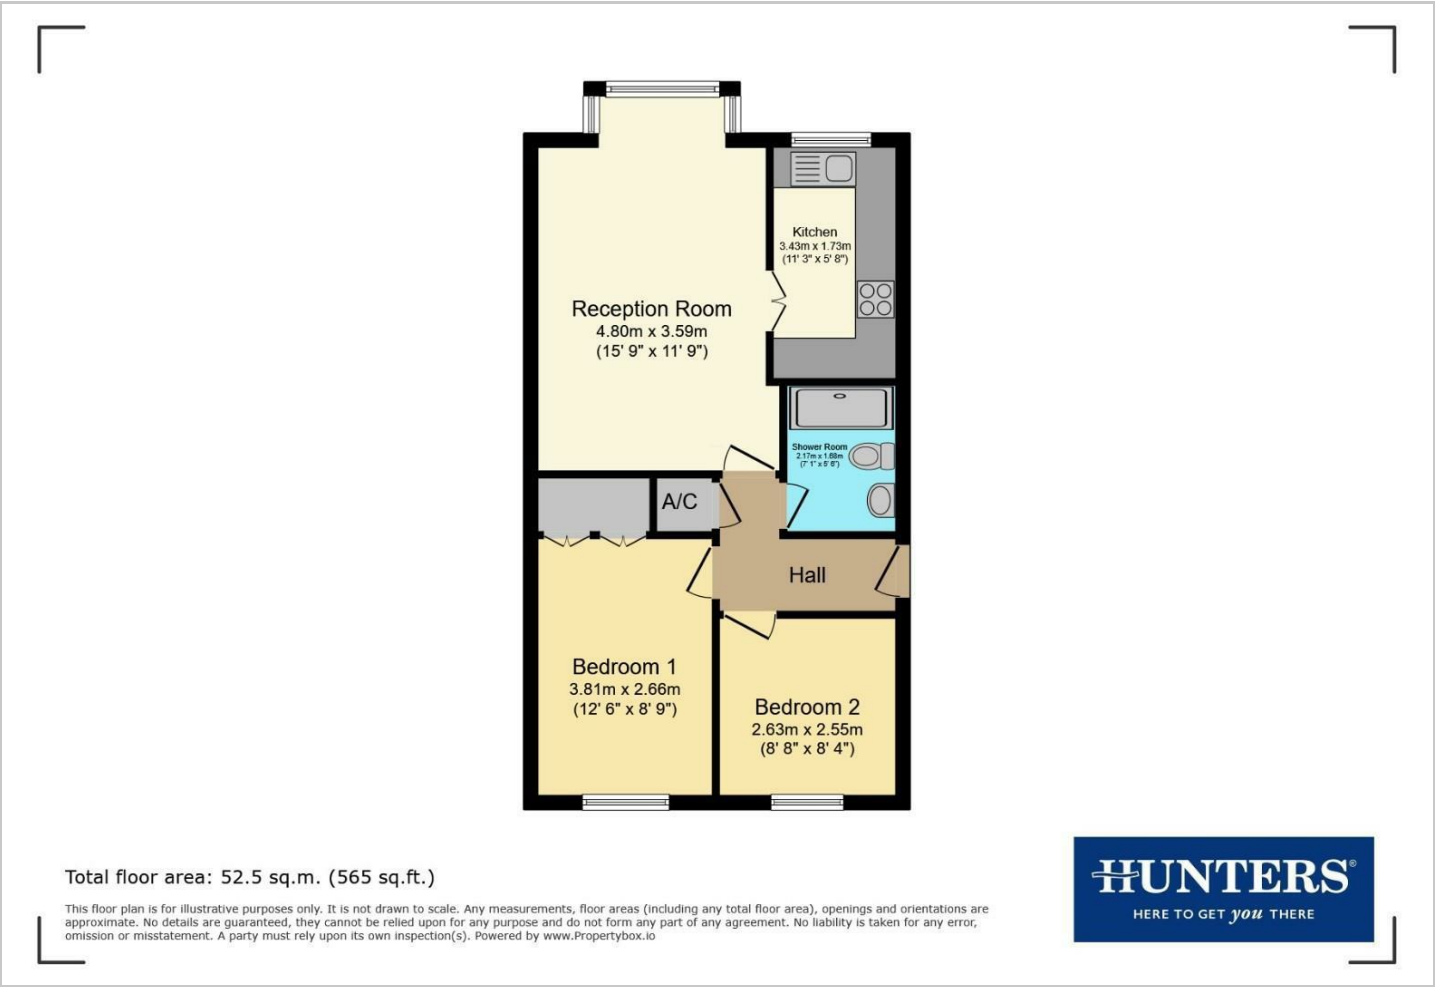 Kitchen
3.43m x 1.73m
(11' 3" x 5' 8")
Reception Room
4.80m x 3.59m
(15' 9" x 11' 9")
Shower Room
2.17m x 1.68m
(7' 1" x 5' 6")
A/C
Hall
Bedroom 1
3.81m x 2.66m
(12' 6" x 8' 9")
Bedroom 2
2.63m x 2.55m
(8' 8" x 8' 4")
Total floor area: 52.5 sq.m. (565 sq.ft.)
This floor plan is for illustrative purposes only. It is not drawn to scale. Any measurements, floor areas (including any total floor area), openings and orientations are
approximate. No details are guaranteed, they cannot be relied upon for any purpose and do not form any part of any agreement. No liability is taken for any error,
omission or misstatement. A party must rely upon its own inspection(s). Powered by www.Propertybox.io
HUNTERS®
HERE TO GET you THERE